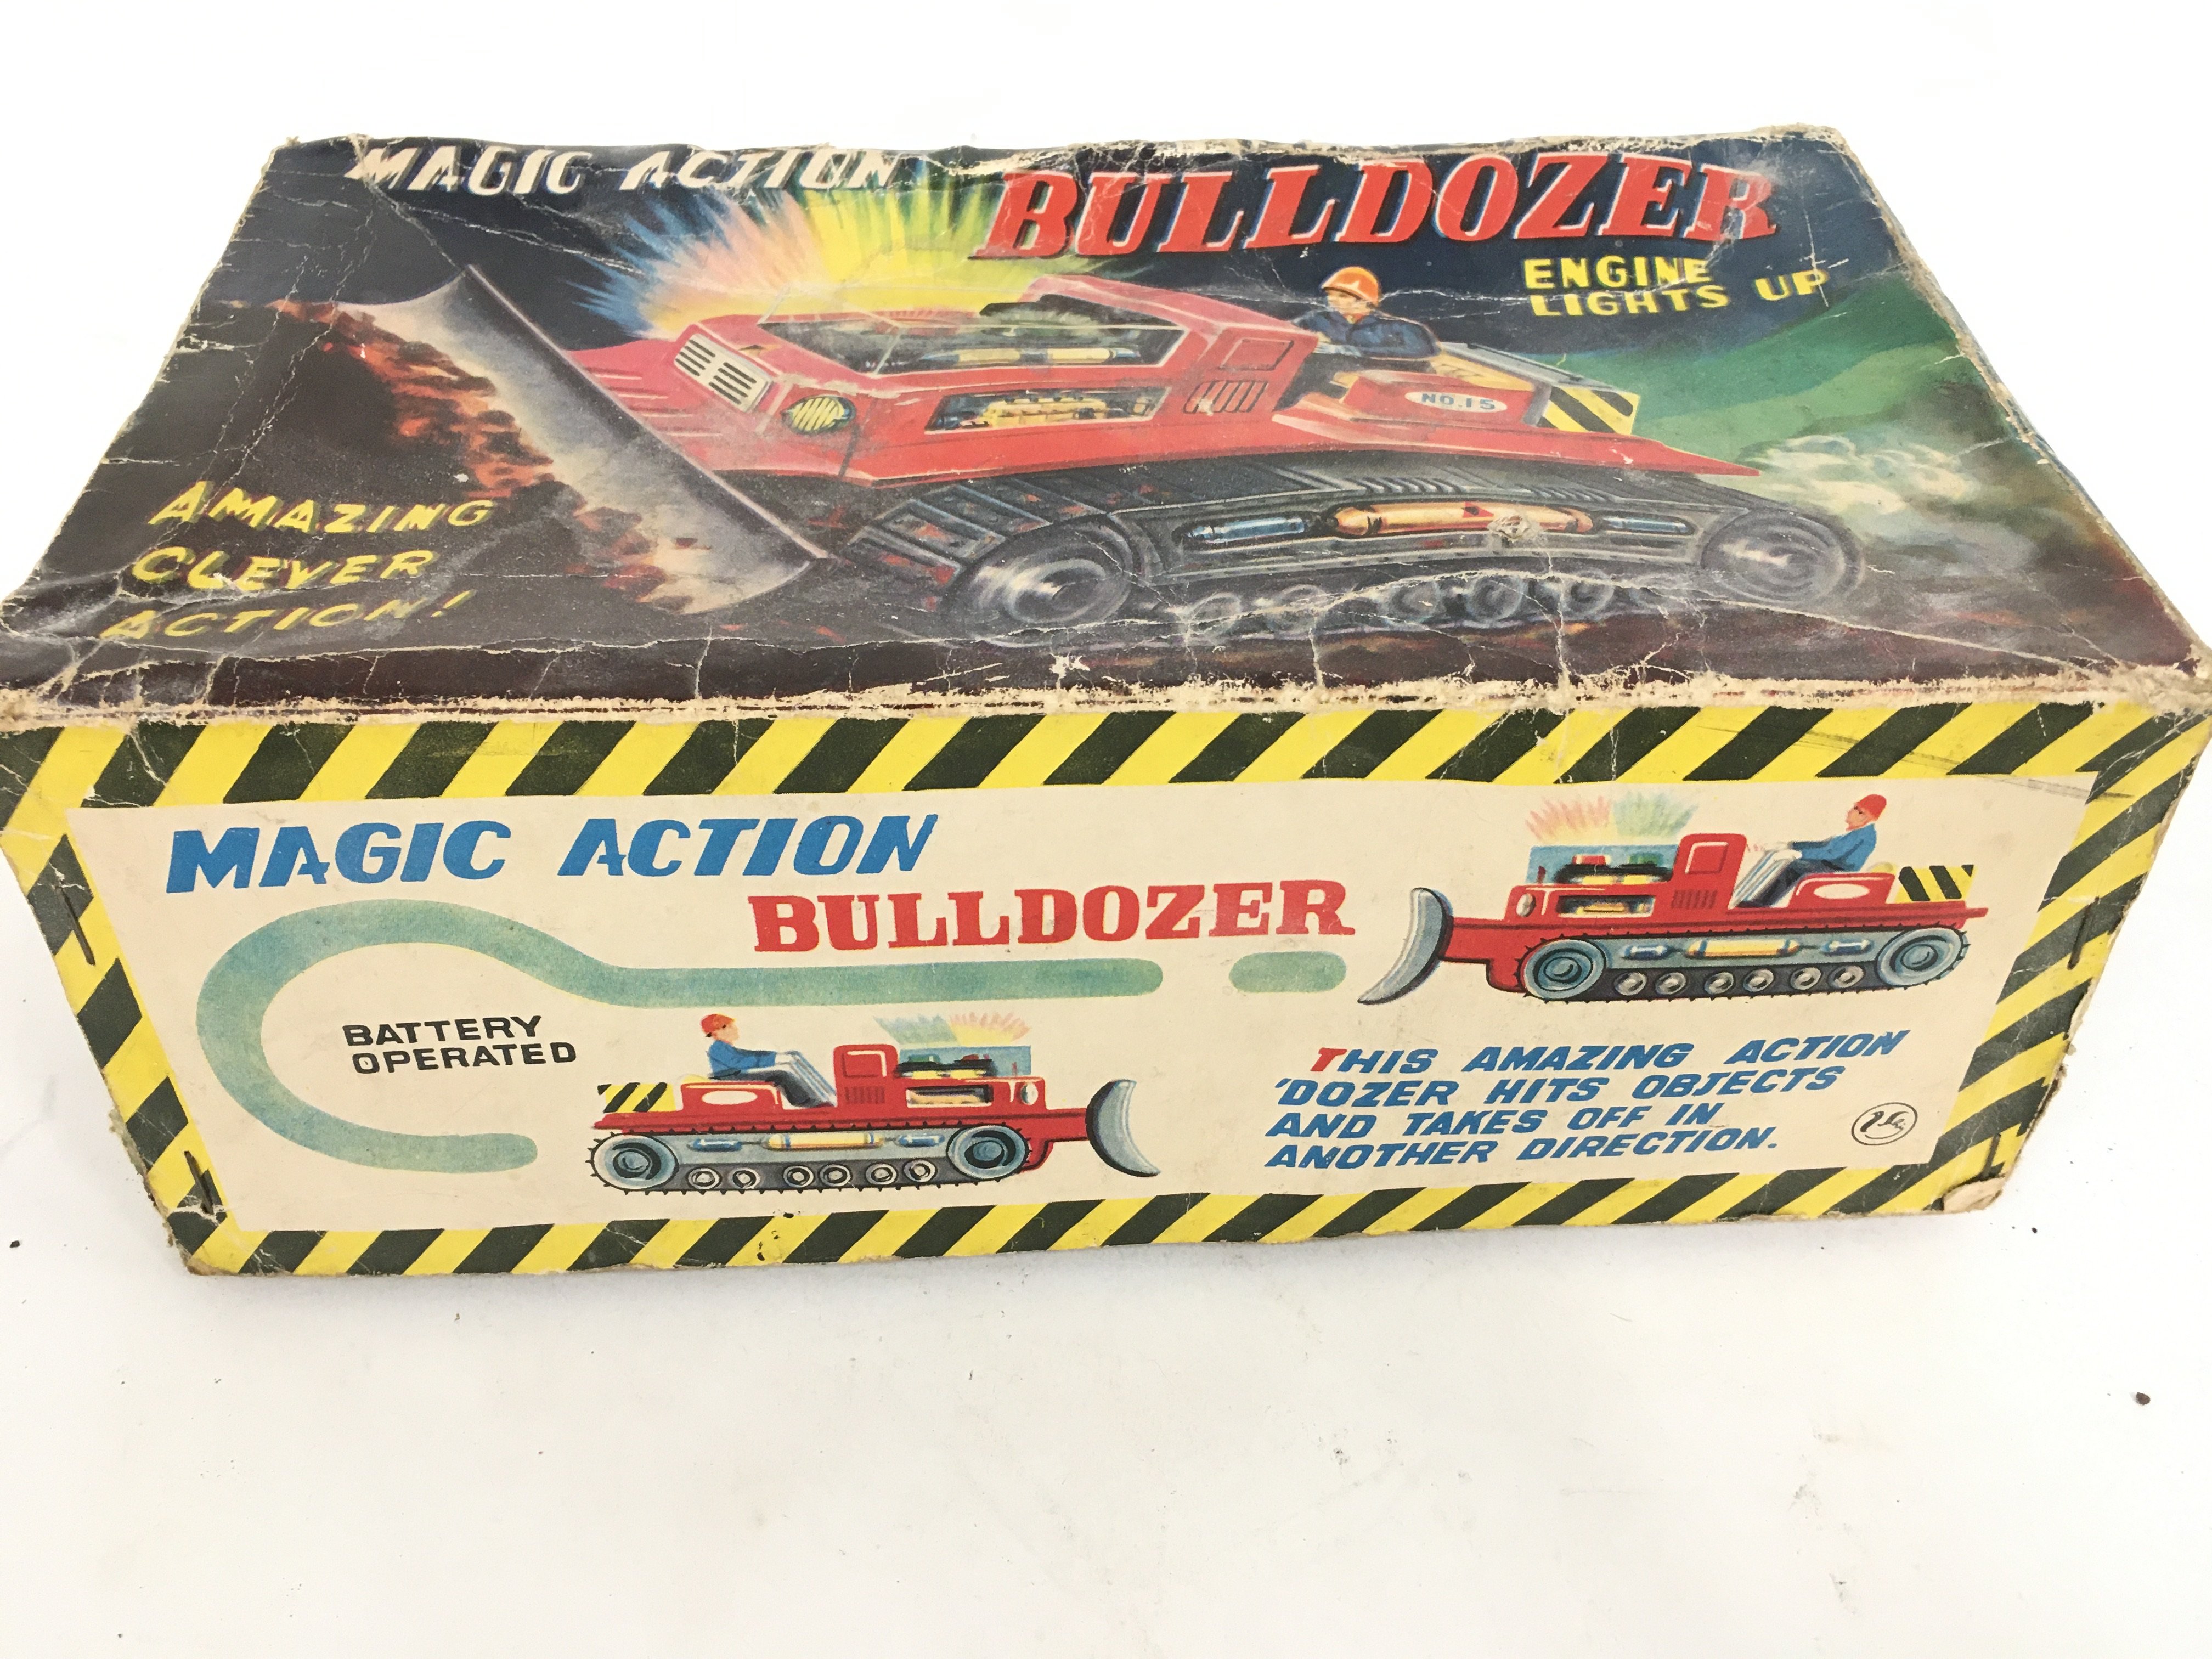 MAGIC ACTION
BULLDOZER
ENGINE
LIGHTS UP
NO.15
AMAZING
CLEVER
ACTION!
MAGIC ACTION
BULLDOZER
BATTERY
OPERATED
THIS AMAZING ACTION
'DOZER HITS OBJECTS
AND TAKES OFF IN
ANOTHER DIRECTION.